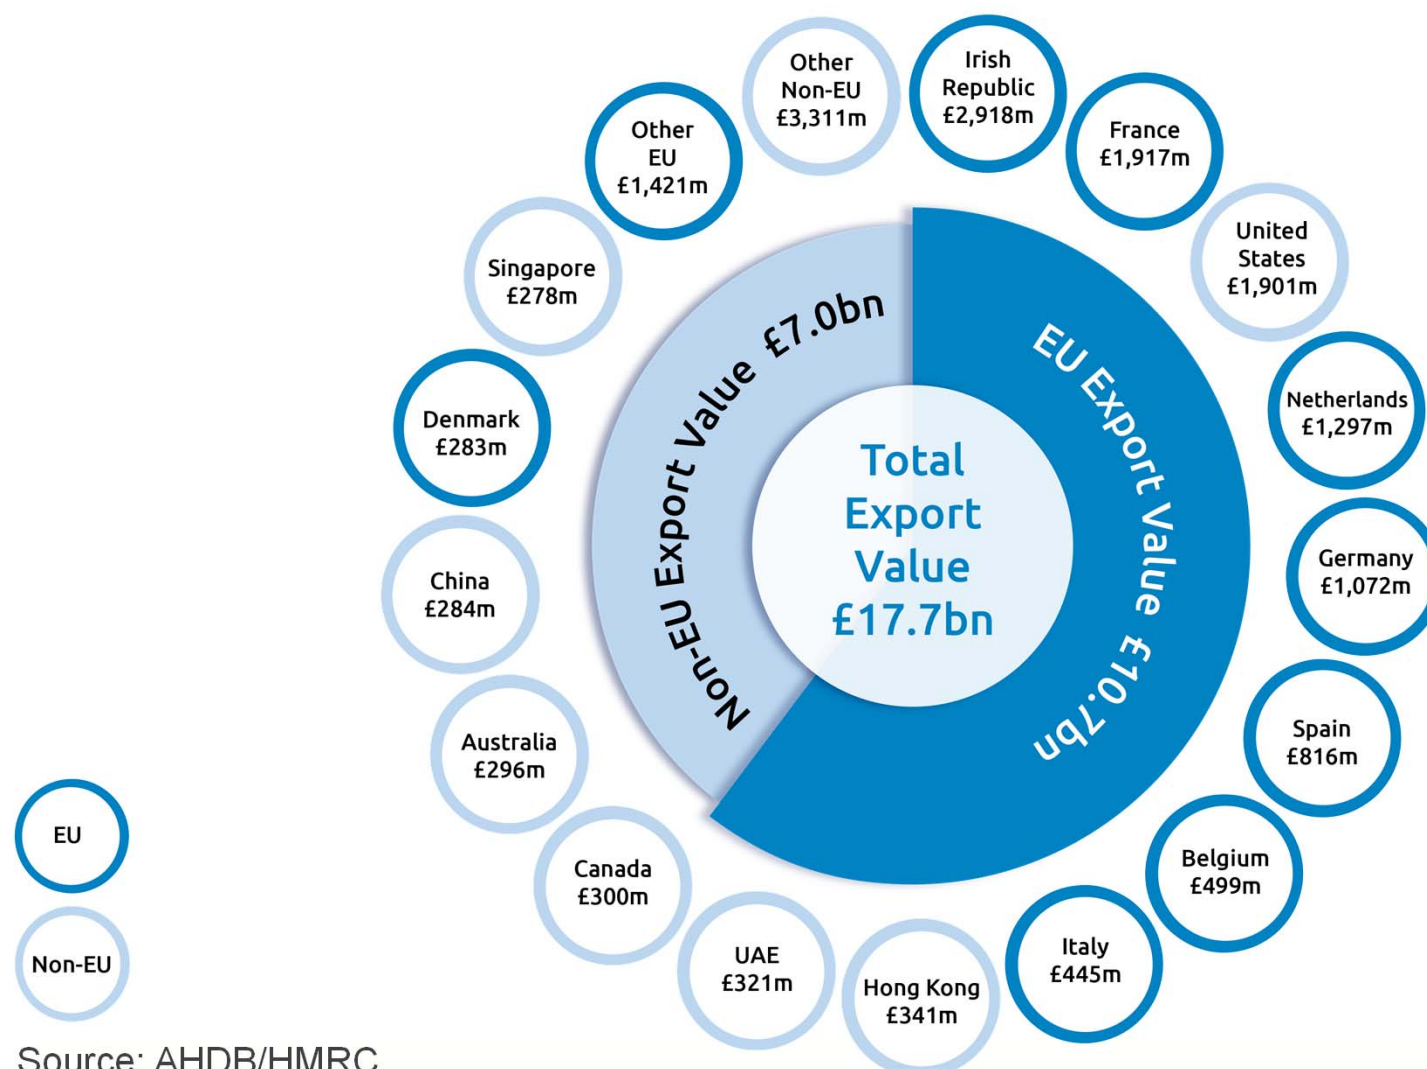 Other
Non-EU
£3,311m
Irish
Republic
£2,918m
France
£1,917m
United
States
£1,901m
Netherlands
£1,297m
Germany
£1,072m
Spain
£816m
Belgium
£499m
Italy
£445m
Hong Kong
£341m
UAE
£321m
Canada
£300m
Australia
£296m
China
£284m
Denmark
£283m
Singapore
£278m
Other
EU
£1,421m
Non-EU Export Value £7.0bn
EU Export Value £10.7bn
Total
Export
Value
£17.7bn
EU
Non-EU
Source: AHDB/HMRC